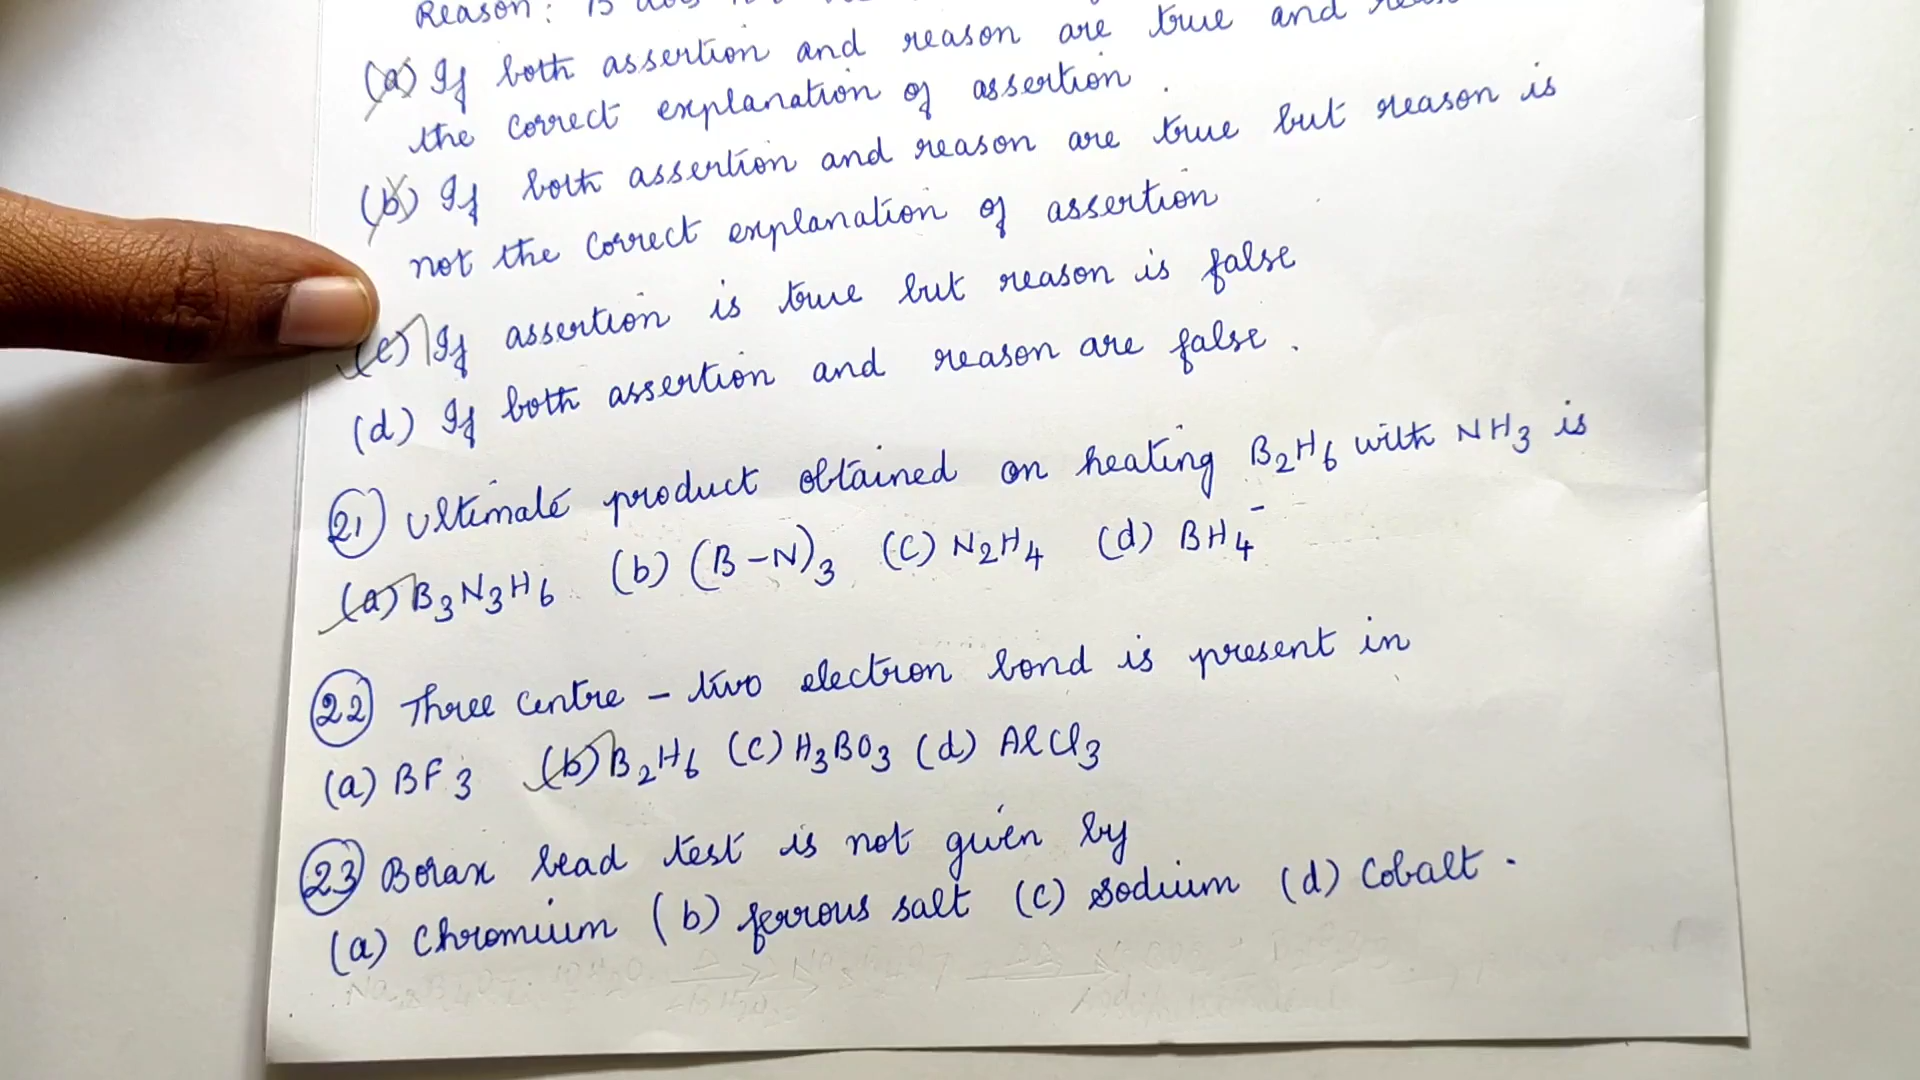 Reason: B does
(a) If both assertion and reason are true and
the correct explanation of assertion.
(b) If both assertion and reason are true but reason is
not the correct explanation of assertion
(c) If assertion is true but reason is false
(d) If both assertion and reason are false.
(21) Ultimate product obtained on heating B2H6 with NH3 is
(a) B3N3H6 (b) (B-N)3 (c) N2H4 (d) BH4⁻
(22) Three centre - two electron bond is present in
(a) BF3 (b) B2H6 (c) H3BO3 (d) AlCl3
(23) Borax bead test is not given by
(a) Chromium (b) ferrous salt (c) Sodium (d) Cobalt.